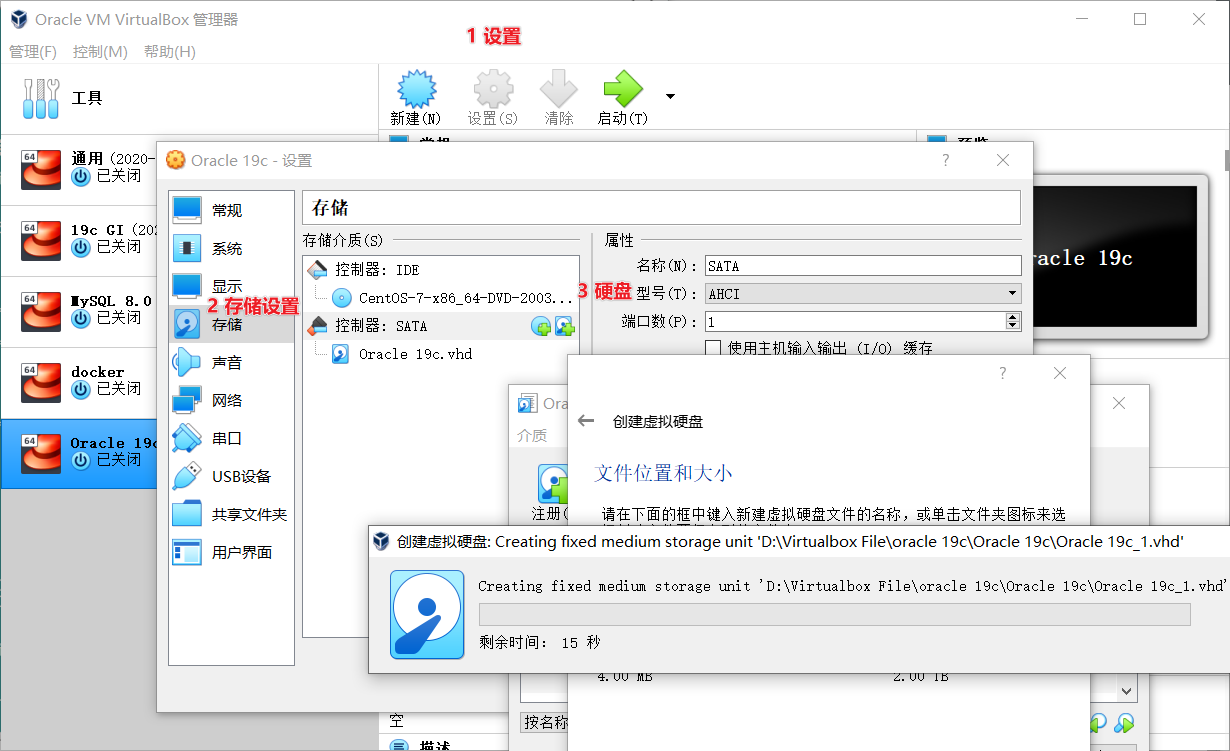 Oracle VM VirtualBox 管理器
管理(F) 控制(M) 帮助(H)
1 设置
工具
新建(N) 设置(S) 清除 启动(T)
64 通用 (2020-
已关闭
64 19c GI (202
已关闭
64 MySQL 8.0
已关闭
64 docker
已关闭
64 Oracle 19c
已关闭
Oracle 19c - 设置 ?
常规
系统
显示
2 存储设置
存储
声音
网络
串口
USB设备
共享文件夹
用户界面
存储
存储介质(S)
控制器: IDE
CentOS-7-x86_64-DVD-2003...
控制器: SATA
Oracle 19c.vhd
3 硬盘
属性
名称(N): SATA
型号(T): AHCI
端口数(P): 1
使用主机输入输出 (I/O) 缓存
racle 19c
Ora
介质
注册(
?
创建虚拟硬盘
文件位置和大小
请在下面的框中键入新建虚拟硬盘文件的名称，或单击文件夹图标来选
创建虚拟硬盘: Creating fixed medium storage unit 'D:\Virtualbox File\oracle 19c\Oracle 19c\Oracle 19c_1.vhd'
Creating fixed medium storage unit 'D:\Virtualbox File\oracle 19c\Oracle 19c\Oracle 19c_1.vhd'
剩余时间: 15 秒
4.00 MB 2.00 TB
按名称
空
描述